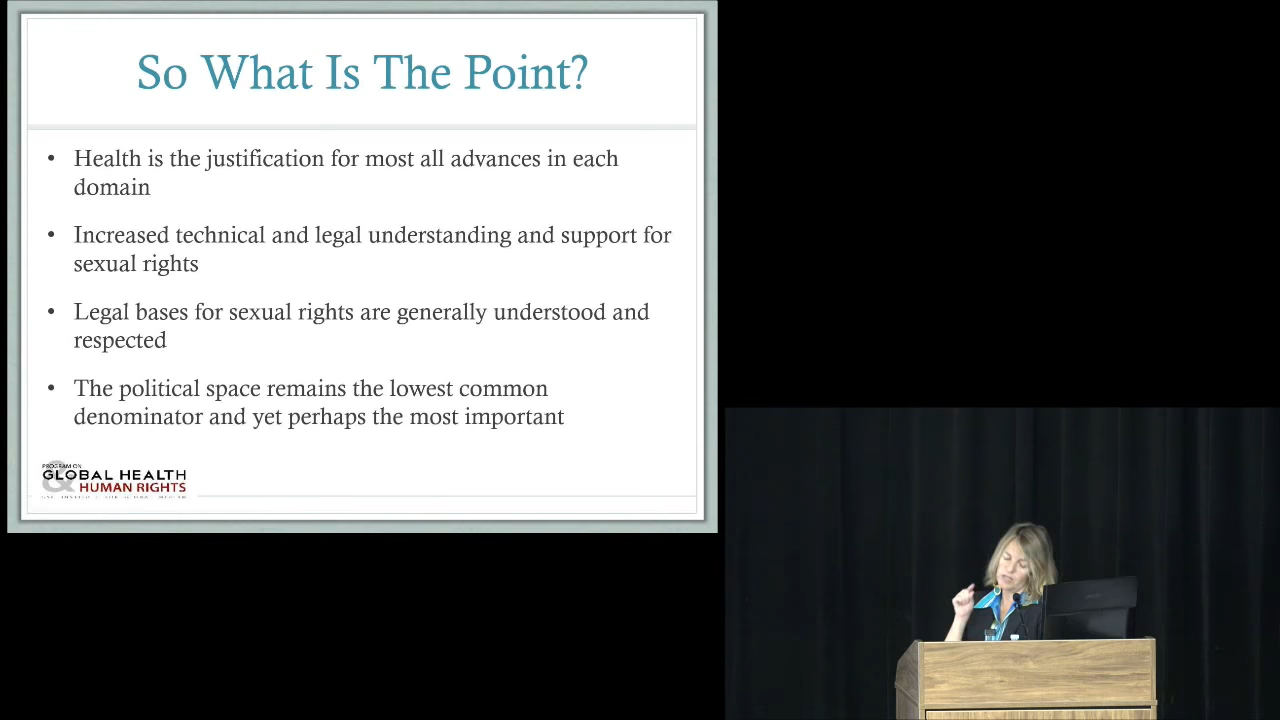 So What Is The Point?
• Health is the justification for most all advances in each
domain
• Increased technical and legal understanding and support for
sexual rights
• Legal bases for sexual rights are generally understood and
respected
• The political space remains the lowest common
denominator and yet perhaps the most important
PROGRAM ON
GLOBAL HEALTH
& HUMAN RIGHTS